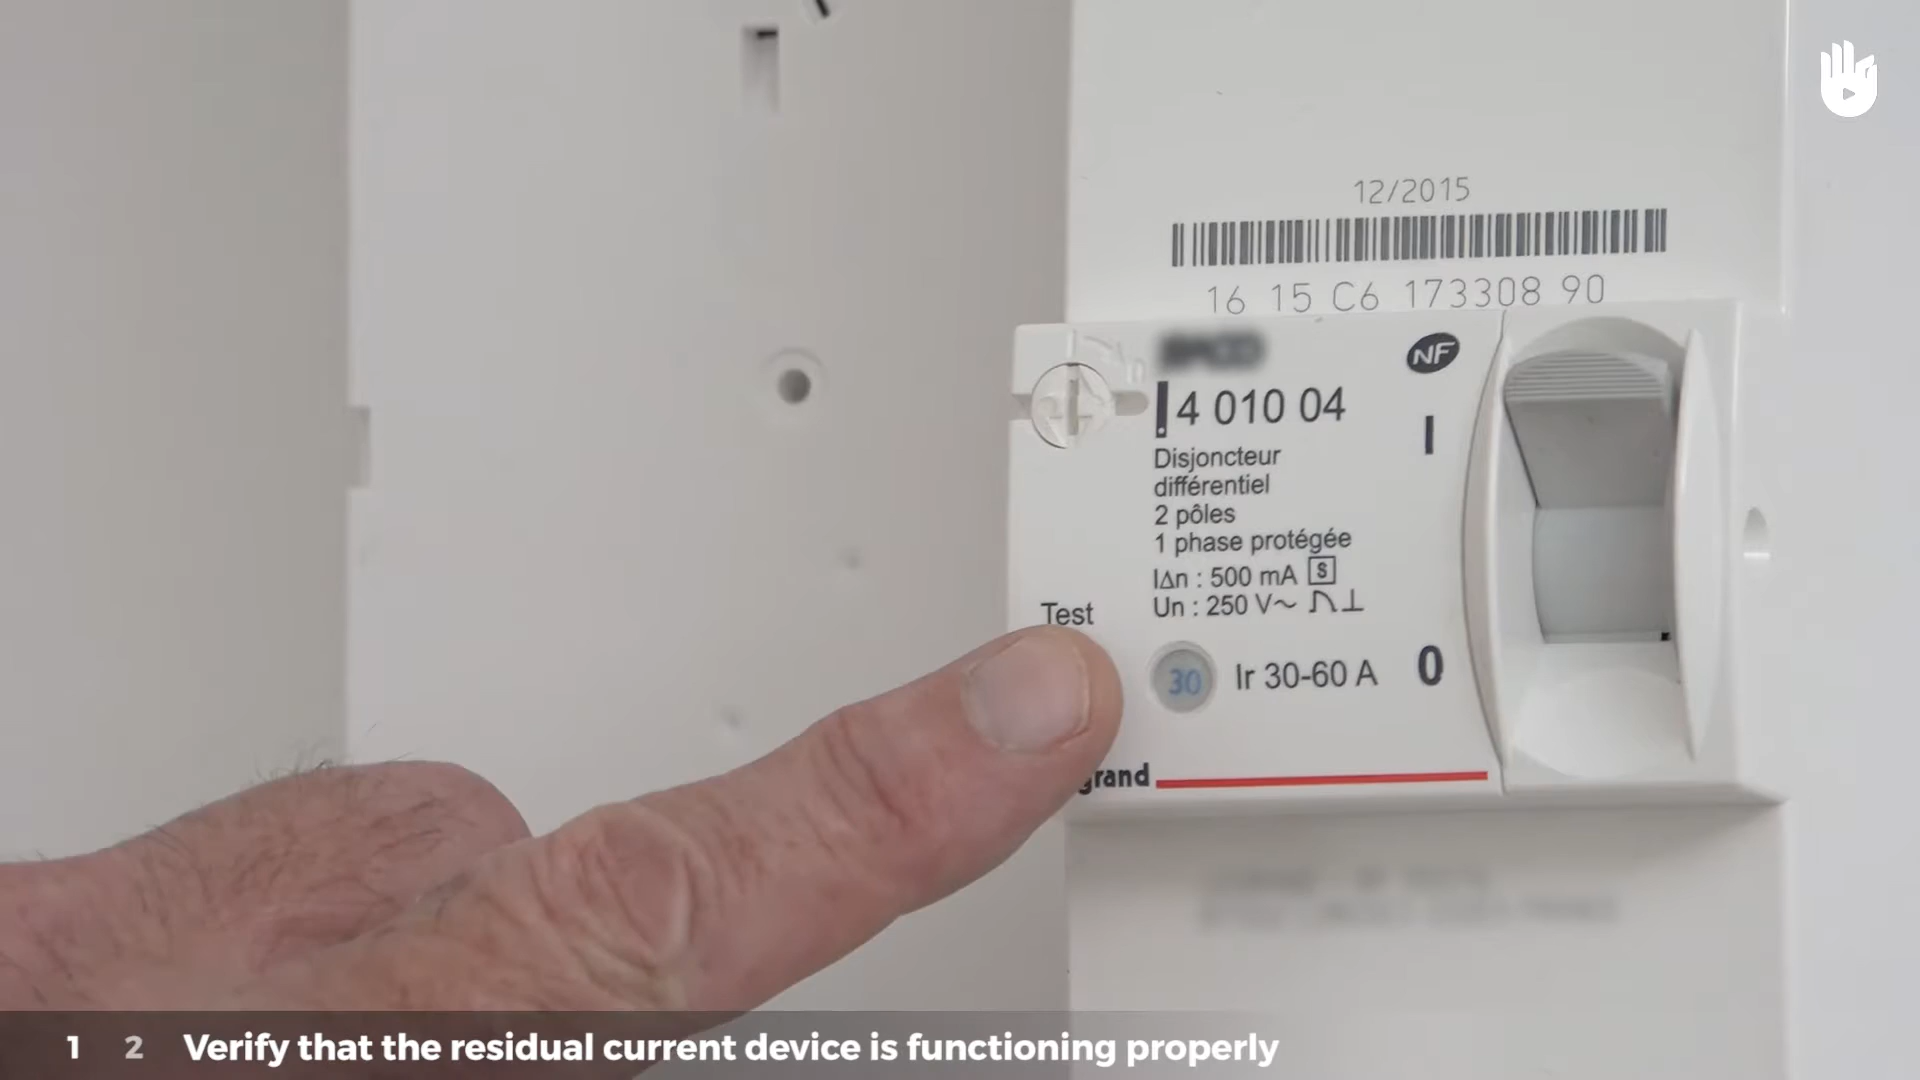 12/2015
16 15 C6 173308 90
NF
4 010 04
I
Disjoncteur
différentiel
2 pôles
1 phase protégée
I∆n : 500 mA S
Un : 250 V~
Test
30 Ir 30-60 A 0
grand
1 2 Verify that the residual current device is functioning properly